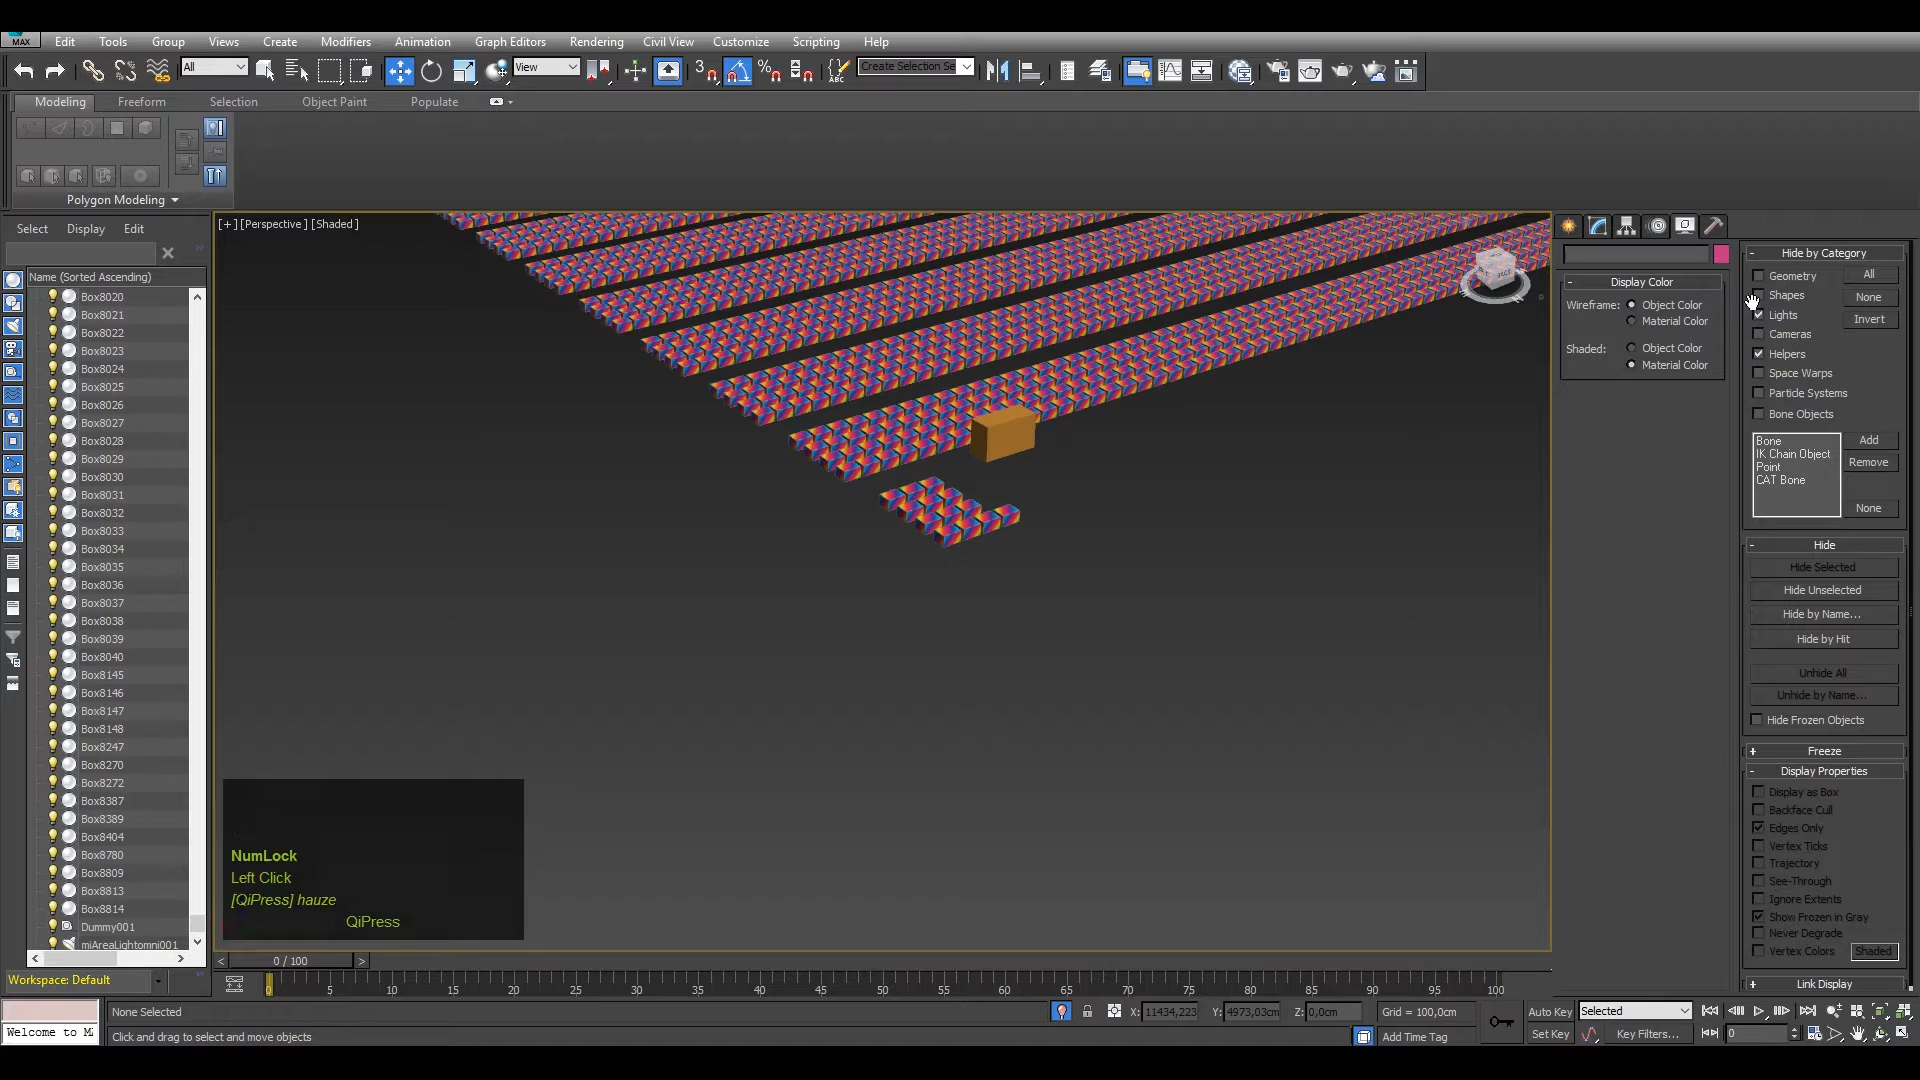 MAX
Edit Tools Group Views Create Modifiers Animation Graph Editors Rendering Civil View Customize Scripting Help
All
View
3
%
ABC
Create Selection Se
Modeling Freeform Selection Object Paint Populate
Polygon Modeling
Select Display Edit
[+] [Perspective ] [Shaded ]
Name (Sorted Ascending)
Box8020
Box8021
Box8022
Box8023
Box8024
Box8025
Box8026
Box8027
Box8028
Box8029
Box8030
Box8031
Box8032
Box8033
Box8034
Box8035
Box8036
Box8037
Box8038
Box8039
Box8040
Box8145
Box8146
Box8147
Box8148
Box8247
Box8270
Box8272
Box8387
Box8389
Box8404
Box8780
Box8809
Box8813
Box8814
Dummy001
miAreaLightomni001
NumLock
Left Click
[QiPress] hauze
QiPress
Display Color
Wireframe: Object Color
Material Color
Shaded: Object Color
Material Color
Hide by Category
Geometry All
Shapes None
Lights Invert
Cameras
Helpers
Space Warps
Particle Systems
Bone Objects
Bone
IK Chain Object
Point
CAT Bone
Add
Remove
None
Hide
Hide Selected
Hide Unselected
Hide by Name...
Hide by Hit
Unhide All
Unhide by Name...
Hide Frozen Objects
Freeze
Display Properties
Display as Box
Backface Cull
Edges Only
Vertex Ticks
Trajectory
See-Through
Ignore Extents
Show Frozen in Gray
Never Degrade
Vertex Colors Shaded
Link Display
0 / 100
Workspace: Default
0 5 10 15 20 25 30 35 40 45 50 55 60 65 70 75 80 85 90 95 100
None Selected
X: 11434,223 Y: 4973,03cm Z: 0,0cm Grid = 100,0cm
Auto Key Selected
Welcome to Mi
Click and drag to select and move objects
Add Time Tag
Set Key Key Filters... 0